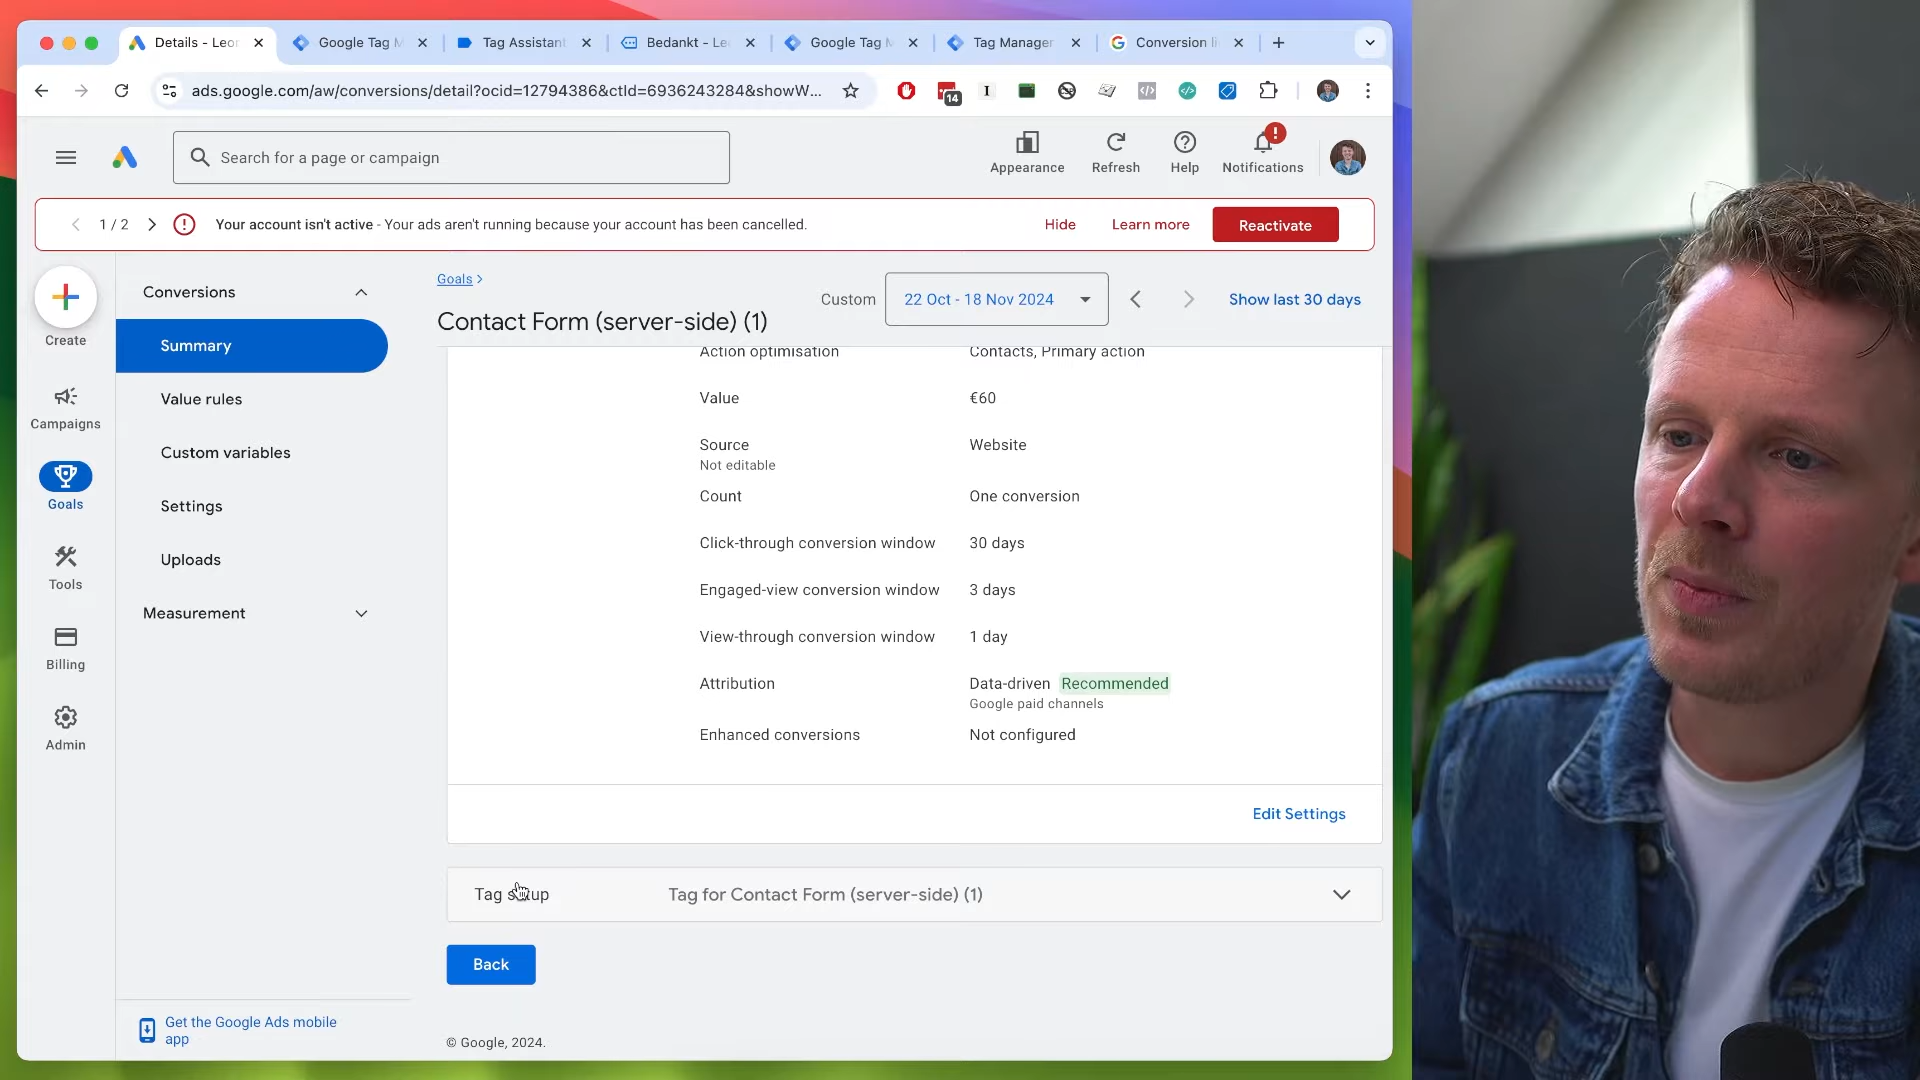 Details - Leor
Google Tag M
Tag Assistant
Bedankt - Le
Google Tag M
Tag Manager
Conversion li
ads.google.com/aw/conversions/detail?ocid=12794386&ctId=6936243284&showW...
14
Search for a page or campaign
Appearance
Refresh
Help
Notifications
1 / 2
Your account isn't active - Your ads aren't running because your account has been cancelled.
Hide
Learn more
Reactivate
Create
Campaigns
Goals
Tools
Billing
Admin
Conversions
Summary
Value rules
Custom variables
Settings
Uploads
Measurement
Get the Google Ads mobile
app
Goals >
Contact Form (server-side) (1)
Custom
22 Oct - 18 Nov 2024
Show last 30 days
Action optimisation
Contacts, Primary action
Value
€60
Source
Not editable
Website
Count
One conversion
Click-through conversion window
30 days
Engaged-view conversion window
3 days
View-through conversion window
1 day
Attribution
Data-driven Recommended
Google paid channels
Enhanced conversions
Not configured
Edit Settings
Tag setup
Tag for Contact Form (server-side) (1)
Back
© Google, 2024.